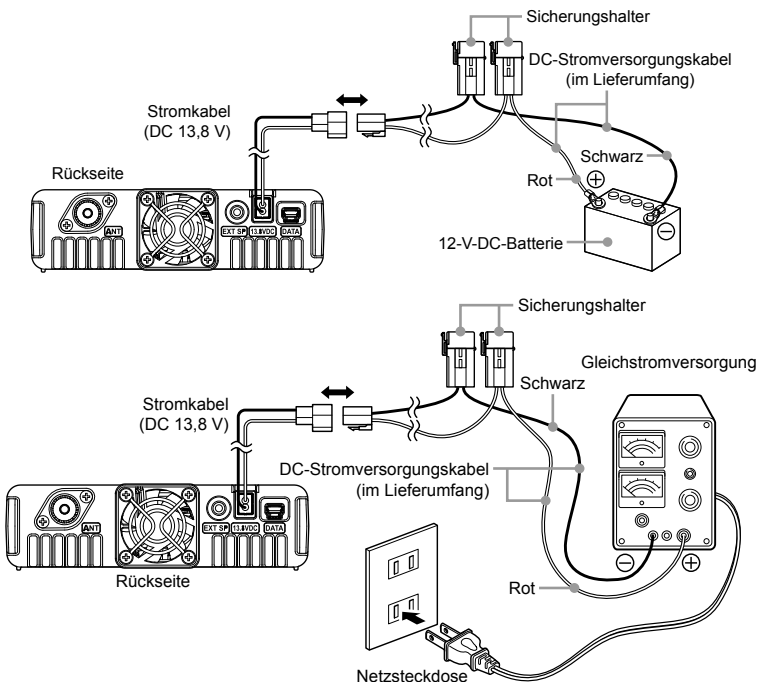 Sicherungshalter
DC-Stromversorgungskabel
(im Lieferumfang)
Stromkabel
(DC 13,8 V)
Schwarz
Rückseite
Rot
⊕
ANT
EXT SP
13.8VDC
DATA
12-V-DC-Batterie
⊖
Sicherungshalter
Gleichstromversorgung
Schwarz
Stromkabel
(DC 13,8 V)
DC-Stromversorgungskabel
(im Lieferumfang)
ANT
EXT SP
13.8VDC
DATA
⊖
⊕
Rückseite
Rot
Netzsteckdose